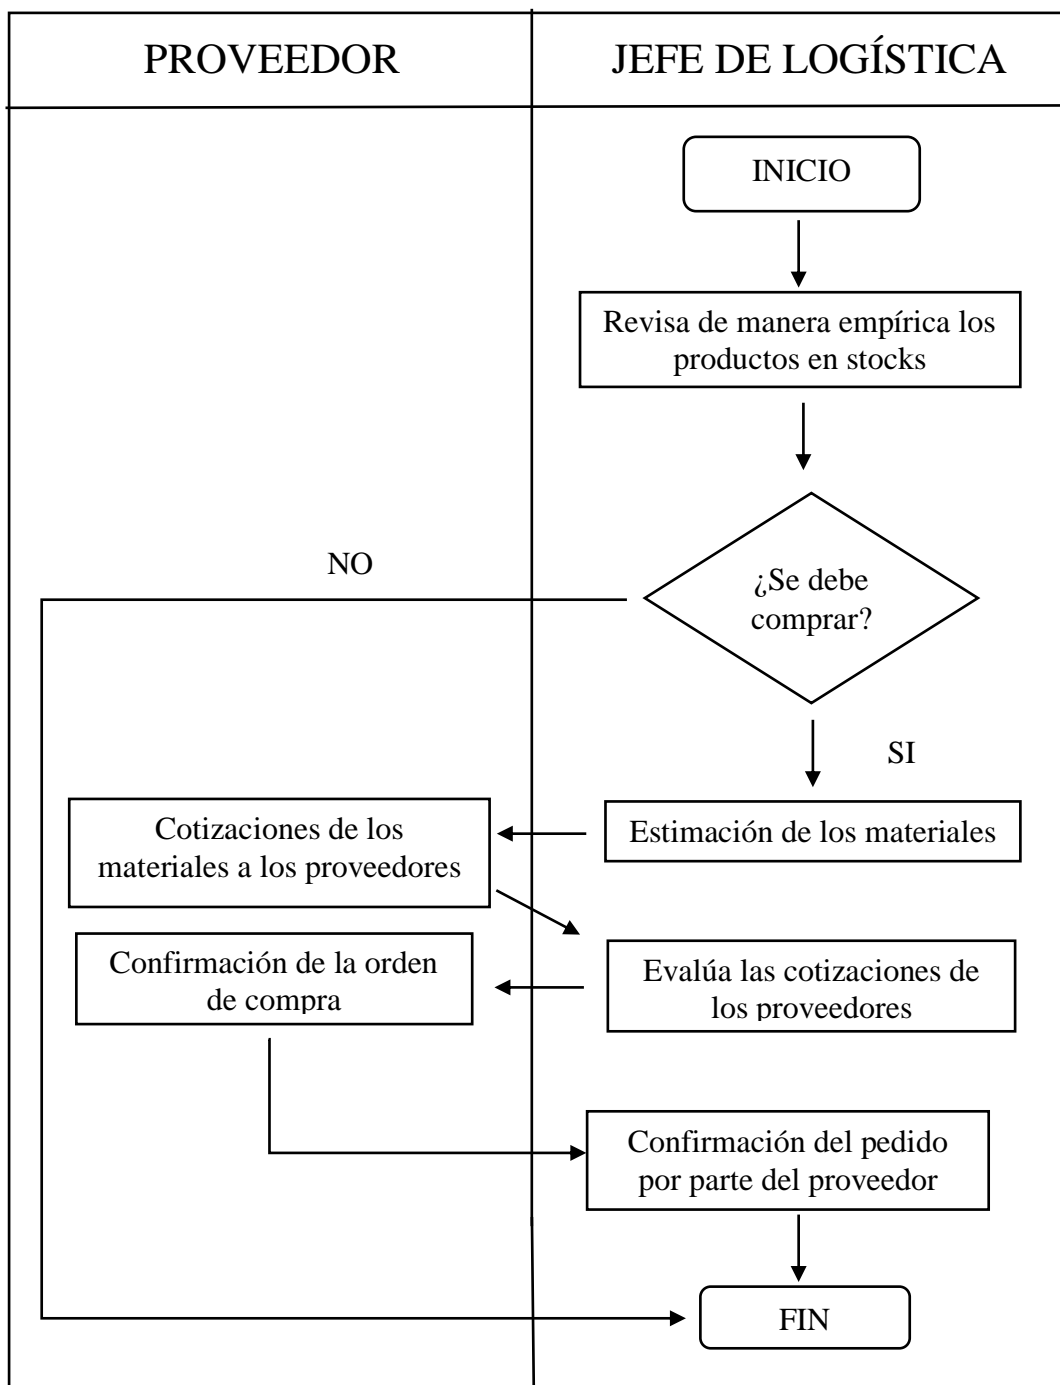 PROVEEDOR
JEFE DE LOGÍSTICA
INICIO
Revisa de manera empírica los
productos en stocks
NO
¿Se debe
comprar?
SI
Cotizaciones de los
materiales a los proveedores
Estimación de los materiales
Confirmación de la orden
de compra
Evalúa las cotizaciones de
los proveedores
Confirmación del pedido
por parte del proveedor
FIN